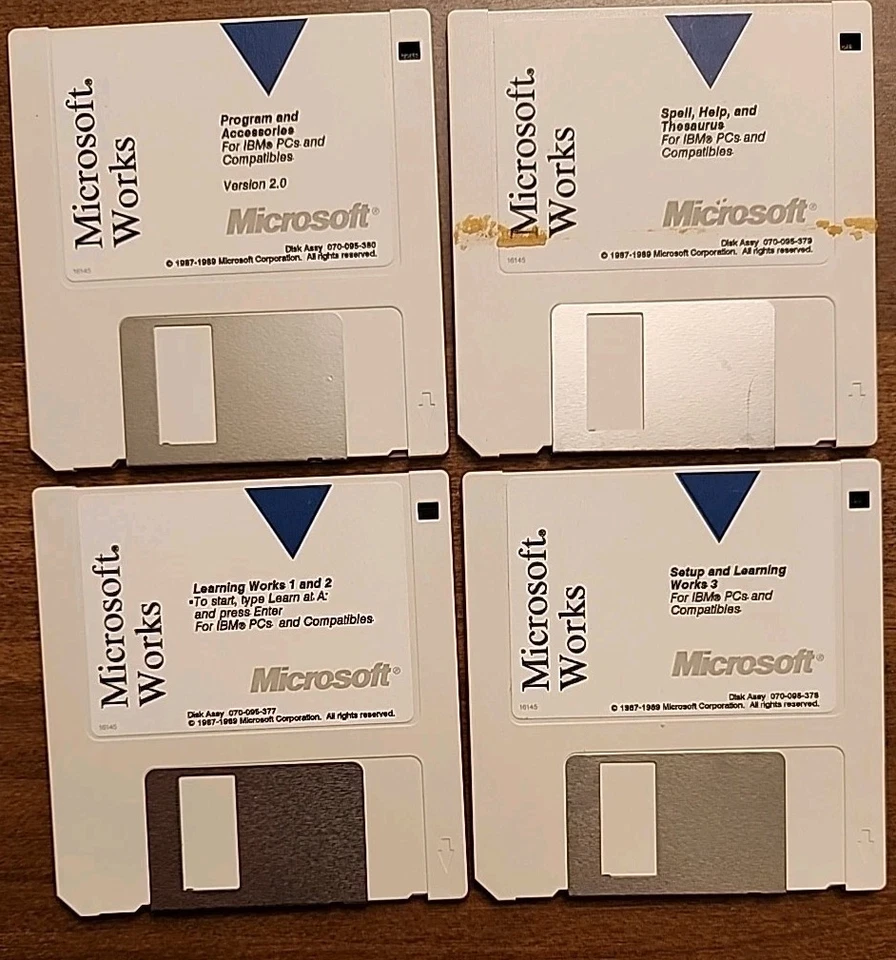 Microsoft®
Works
Program and
Accessories
For IBM® PCs and
Compatibles
Version 2.0
Microsoft®
Disk Assy 070-095-380
© 1987-1989 Microsoft Corporation. All rights reserved.
16145
Microsoft®
Works
Spell, Help, and
Thesaurus
For IBM® PCs and
Compatibles
Microsoft®
Disk Assy 070-095-379
© 1987-1989 Microsoft Corporation. All rights reserved.
16145
Microsoft®
Works
Learning Works 1 and 2
•To start, type Learn at A:
and press Enter
For IBM® PCs and Compatibles
Microsoft®
Disk Assy 070-095-377
© 1987-1989 Microsoft Corporation. All rights reserved.
16145
Microsoft®
Works
Setup and Learning
Works 3
For IBM® PCs and
Compatibles
Microsoft®
Disk Assy 070-095-378
© 1987-1989 Microsoft Corporation. All rights reserved.
16145